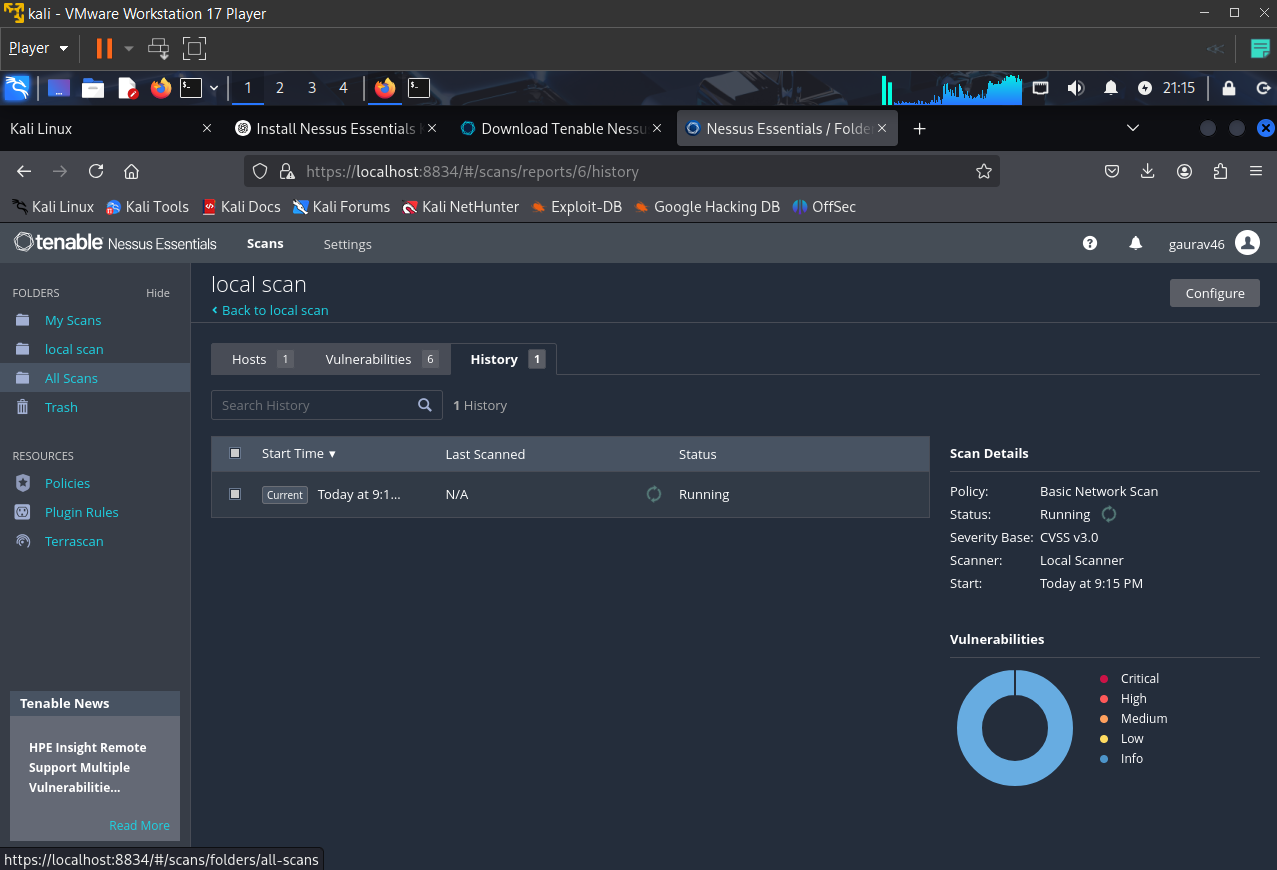 kali - VMware Workstation 17 Player
Player
1 2 3 4 21:15
Kali Linux Install Nessus Essentials Download Tenable Nessu Nessus Essentials / Folde
https://localhost:8834/#/scans/reports/6/history
Kali Linux Kali Tools Kali Docs Kali Forums Kali NetHunter Exploit-DB Google Hacking DB OffSec
tenable Nessus Essentials Scans Settings gaurav46
FOLDERS Hide
My Scans
local scan
All Scans
Trash
RESOURCES
Policies
Plugin Rules
Terrascan
Tenable News
HPE Insight Remote
Support Multiple
Vulnerabilitie...
Read More
https://localhost:8834/#/scans/folders/all-scans
local scan
Back to local scan
Configure
Hosts 1 Vulnerabilities 6 History 1
Search History 1 History
Start Time Last Scanned Status
Current Today at 9:1... N/A Running
Scan Details
Policy: Basic Network Scan
Status: Running
Severity Base: CVSS v3.0
Scanner: Local Scanner
Start: Today at 9:15 PM
Vulnerabilities
Critical
High
Medium
Low
Info